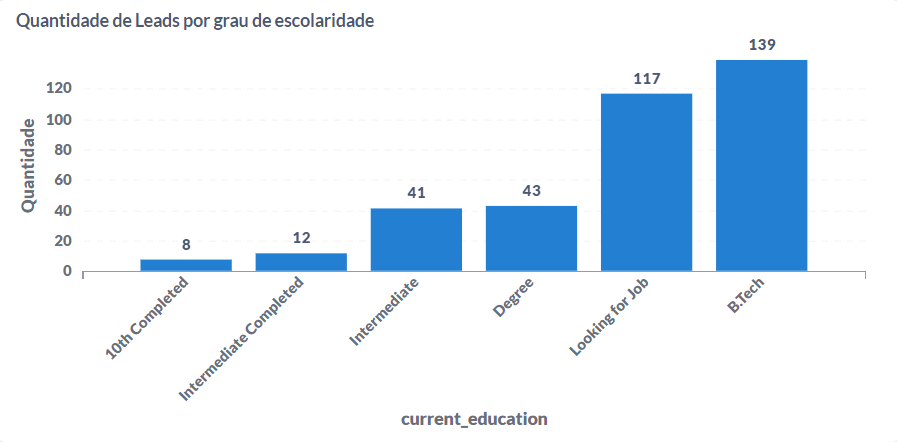 Quantidade de Leads por grau de escolaridade
Quantidade
120
100
80
60
40
20
0
8
12
41
43
117
139
10th Completed
Intermediate Completed
Intermediate
Degree
Looking for Job
B.Tech
current_education